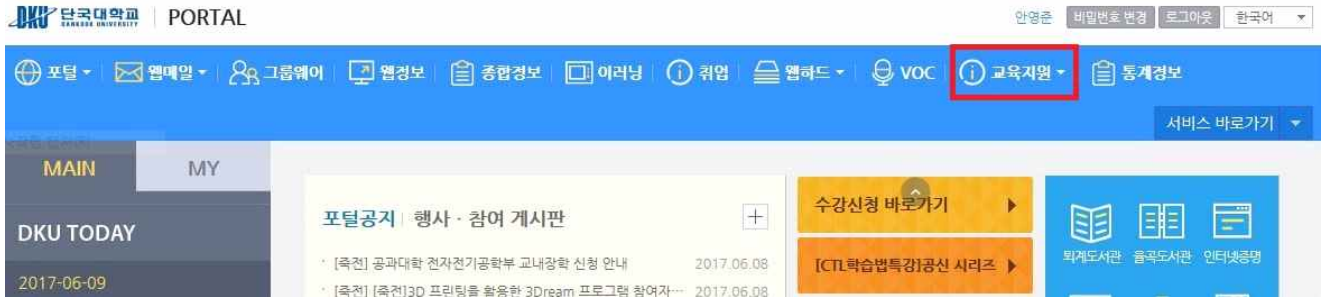 DKU 단국대학교 PORTAL 안영준 비밀번호 변경 로그아웃 한국어
DANKOOK UNIVERSITY
포털 웹메일 그룹웨어 웹정보 종합정보 이러닝 취업 웹하드 VOC 교육지원 통계정보
서비스 바로가기
MAIN MY
DKU TODAY
2017-06-09
포털공지 행사 · 참여 게시판
· [죽전] 공과대학 전자전기공학부 교내장학 신청 안내 2017.06.08
· [죽전] [죽전]3D 프린팅을 활용한 3Dream 프로그램 참여자··· 2017.06.08
수강신청 바로가기
[CTL학습법특강]공신 시리즈
퇴계도서관 율곡도서관 인터넷증명